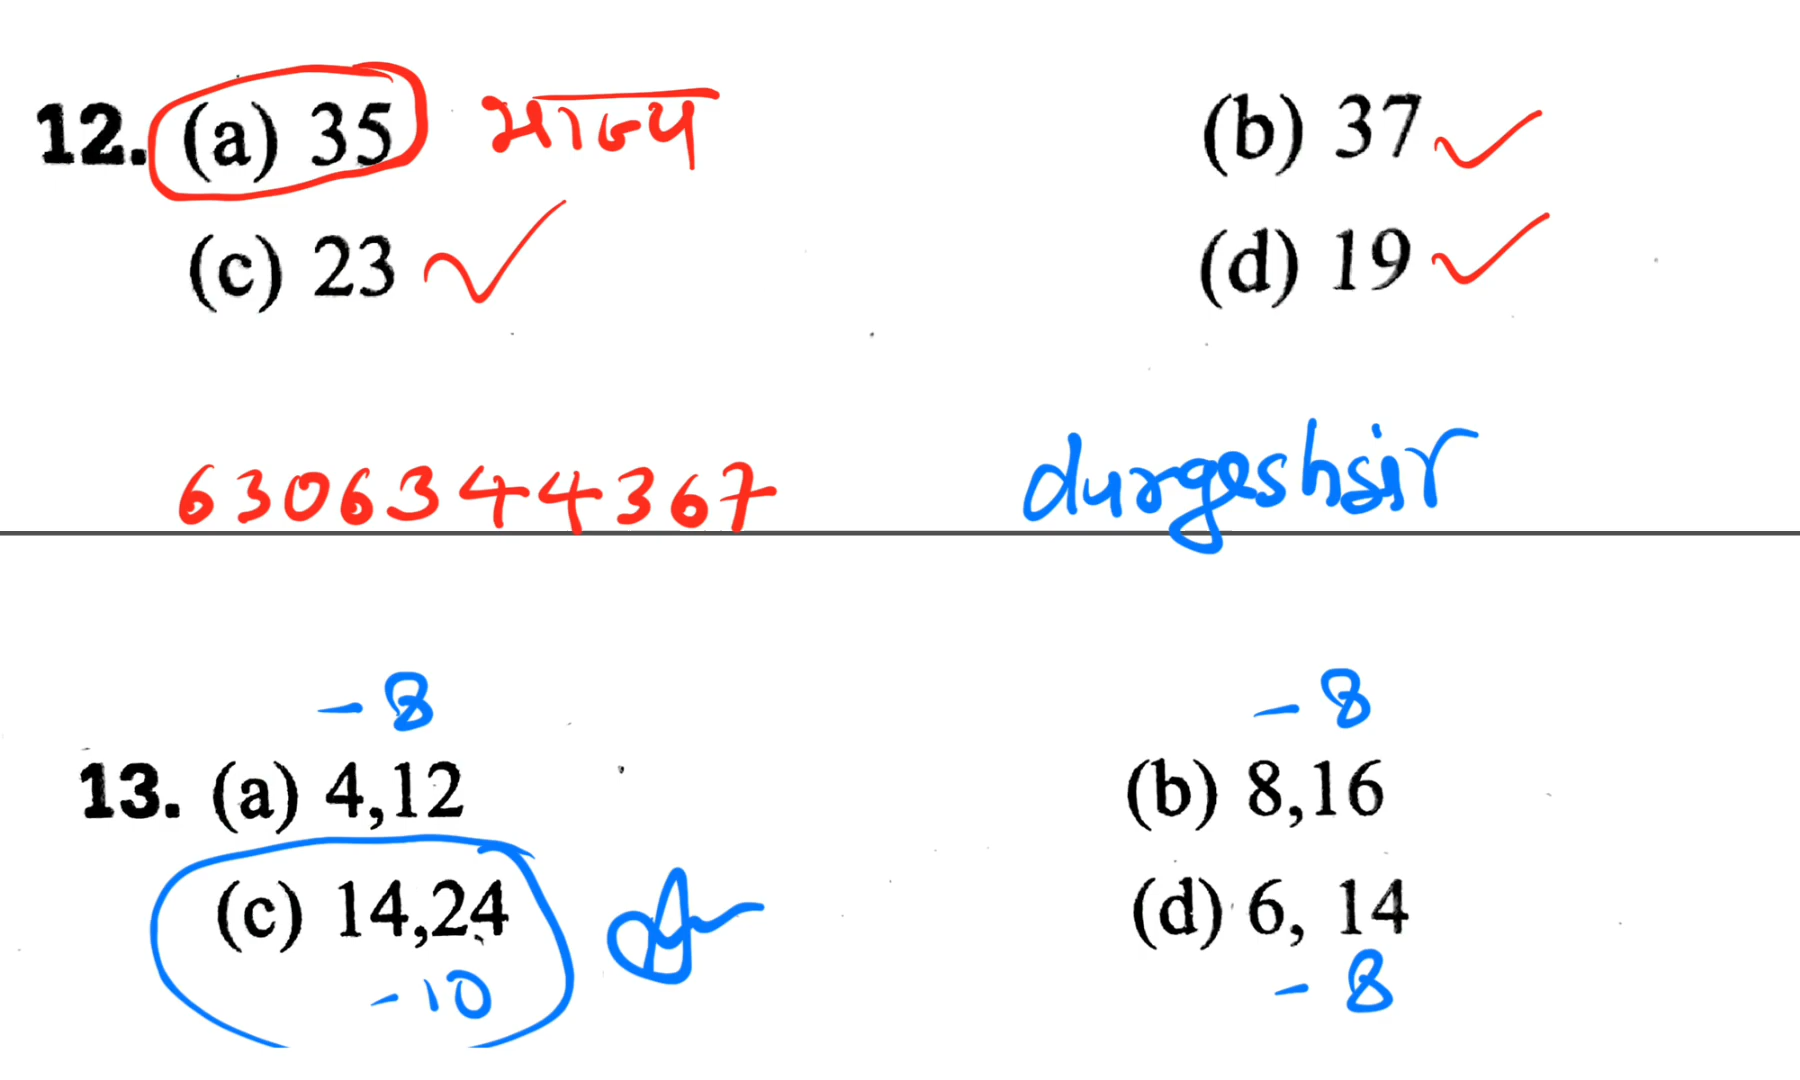 12. (a) 35 भाज्य (b) 37
(c) 23 (d) 19
6306344367 durgeshsir
-8 -8
13. (a) 4,12 (b) 8,16
(c) 14,24 (d) 6, 14
-10 -8